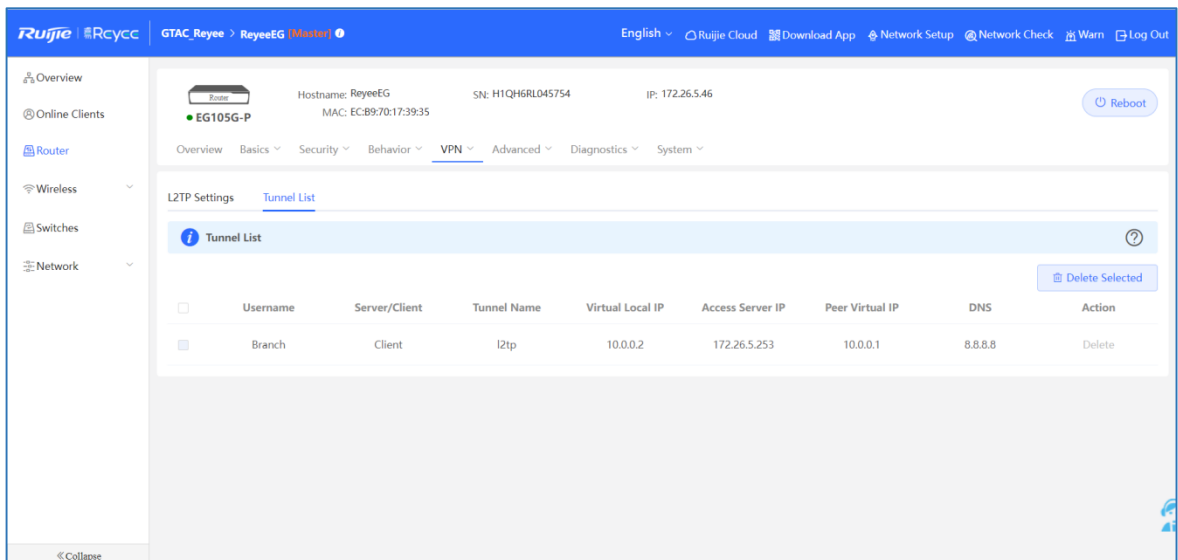 Ruijie Reyee GTAC_Reyee > ReyeeEG [Master] English Ruijie Cloud Download App Network Setup Network Check Warn Log Out
Overview
Online Clients
Router
Wireless
Switches
Network
Collapse
Router
EG105G-P
Hostname: ReyeeEG SN: H1QH6RL045754 IP: 172.26.5.46
MAC: EC:B9:70:17:39:35
Reboot
Overview Basics Security Behavior VPN Advanced Diagnostics System
L2TP Settings Tunnel List
Tunnel List
Delete Selected
Username Server/Client Tunnel Name Virtual Local IP Access Server IP Peer Virtual IP DNS Action
Branch Client l2tp 10.0.0.2 172.26.5.253 10.0.0.1 8.8.8.8 Delete